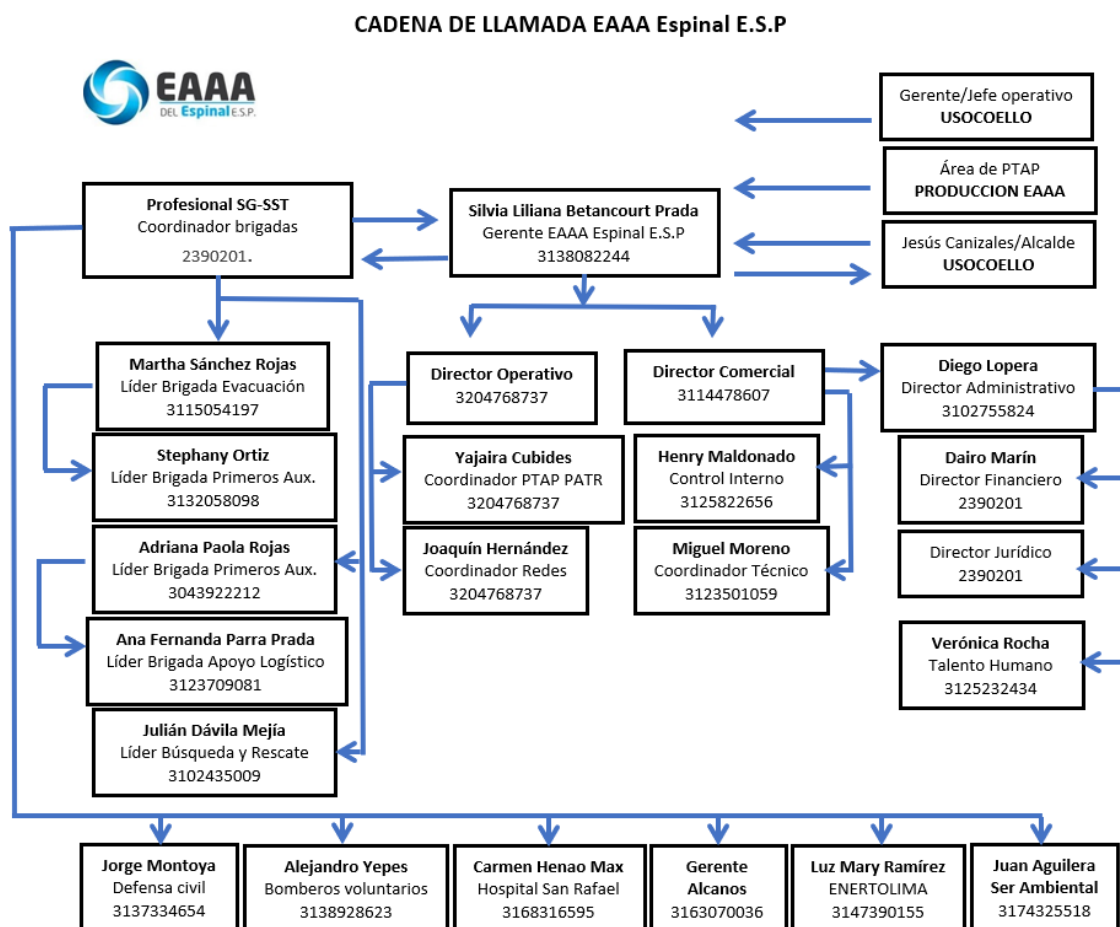 CADENA DE LLAMADA EAAA Espinal E.S.P
EAAA
DEL Espinal E.S.P.
Gerente/Jefe operativo
USOCOELLO
Área de PTAP
PRODUCCION EAAA
Jesús Canizales/Alcalde
USOCOELLO
Profesional SG-SST
Coordinador brigadas
2390201.
Silvia Liliana Betancourt Prada
Gerente EAAA Espinal E.S.P
3138082244
Martha Sánchez Rojas
Líder Brigada Evacuación
3115054197
Stephany Ortiz
Líder Brigada Primeros Aux.
3132058098
Adriana Paola Rojas
Líder Brigada Primeros Aux.
3043922212
Ana Fernanda Parra Prada
Líder Brigada Apoyo Logístico
3123709081
Julián Dávila Mejía
Líder Búsqueda y Rescate
3102435009
Director Operativo
3204768737
Yajaira Cubides
Coordinador PTAP PATR
3204768737
Joaquín Hernández
Coordinador Redes
3204768737
Director Comercial
3114478607
Henry Maldonado
Control Interno
3125822656
Miguel Moreno
Coordinador Técnico
3123501059
Diego Lopera
Director Administrativo
3102755824
Dairo Marín
Director Financiero
2390201
Director Jurídico
2390201
Verónica Rocha
Talento Humano
3125232434
Jorge Montoya
Defensa civil
3137334654
Alejandro Yepes
Bomberos voluntarios
3138928623
Carmen Henao Max
Hospital San Rafael
3168316595
Gerente
Alcanos
3163070036
Luz Mary Ramírez
ENERTOLIMA
3147390155
Juan Aguilera
Ser Ambiental
3174325518